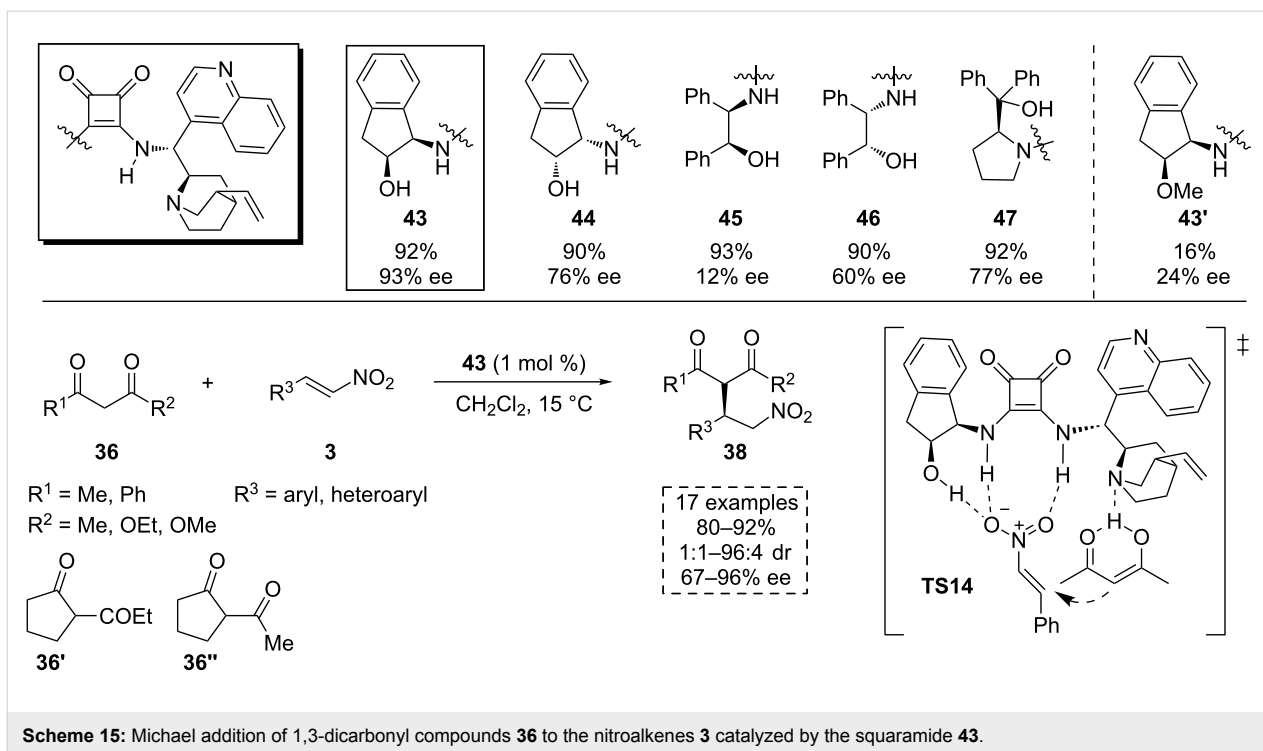 O O N
N
H
N
N
H
OH
43
92%
93% ee
N
H
OH
44
90%
76% ee
Ph NH
Ph OH
45
93%
12% ee
Ph NH
Ph OH
46
90%
60% ee
Ph Ph
OH
N
47
92%
77% ee
N
H
OMe
43'
16%
24% ee
O O
R1 R2
36
+
R3 NO2
3
43 (1 mol %)
CH2Cl2, 15 °C
O O
R1 R2
NO2
R3
38
R1 = Me, Ph
R2 = Me, OEt, OMe
R3 = aryl, heteroaryl
17 examples
80–92%
1:1–96:4 dr
67–96% ee
O
COEt
36'
O
O
Me
36''
‡
O O N
N N
H H
O
H
N
H
O − N + O
O O
TS14
Ph
Scheme 15: Michael addition of 1,3-dicarbonyl compounds 36 to the nitroalkenes 3 catalyzed by the squaramide 43.